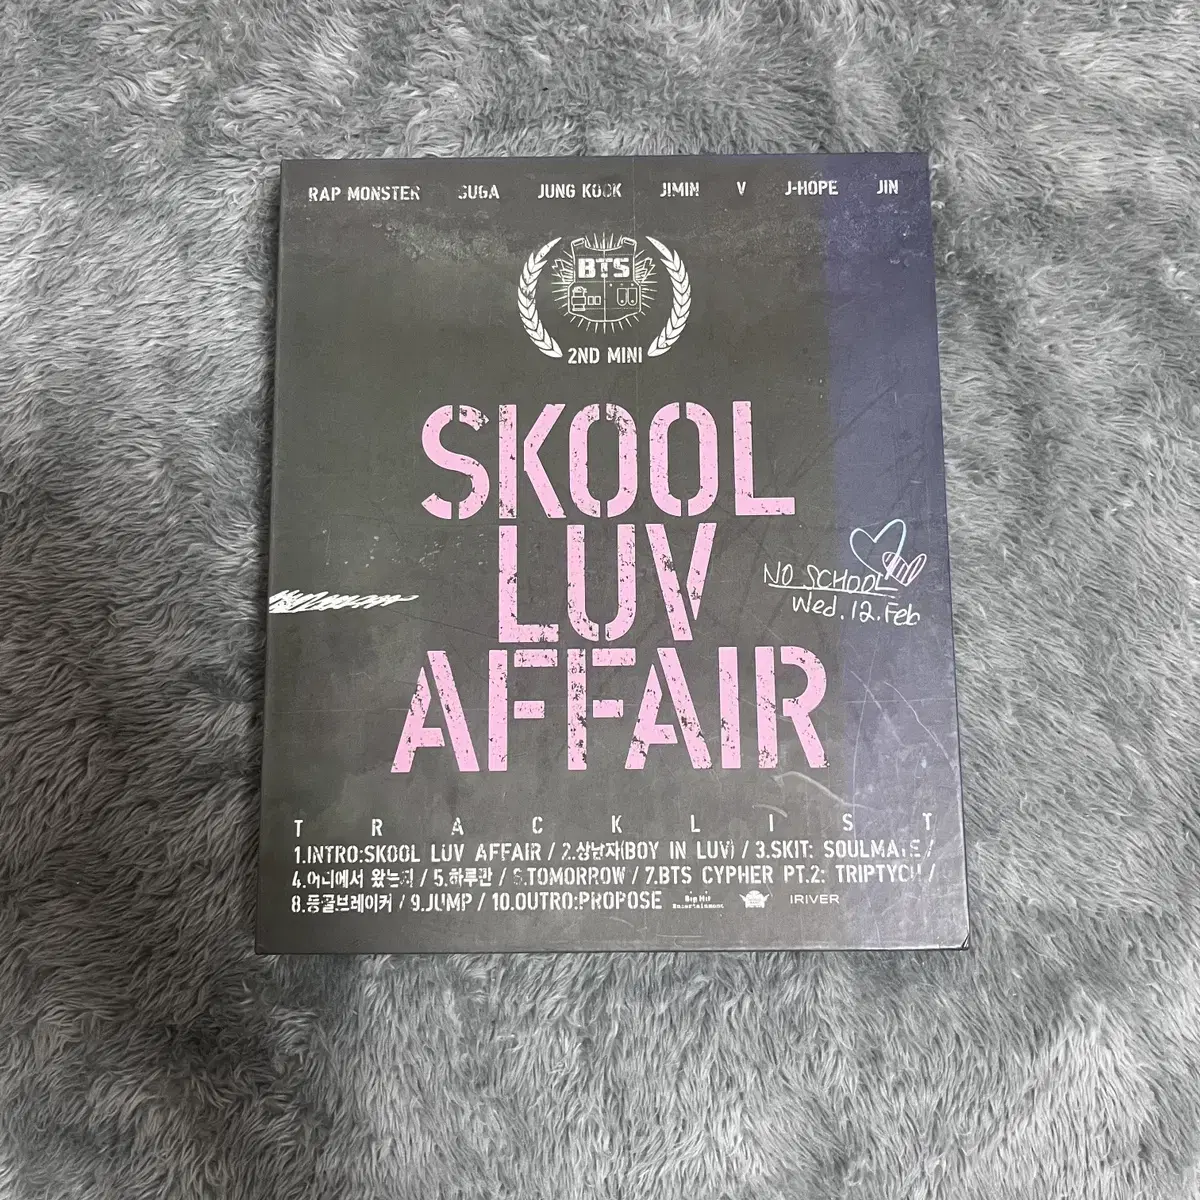 RAP MONSTER SUGA JUNG KOOK JIMIN V J-HOPE JIN
BTS
2ND MINI
SKOOL
LUV
AFFAIR
NO SCHOOL
Wed. 12. Feb
TRACKLIST
1.INTRO:SKOOL LUV AFFAIR / 2.상남자(BOY IN LUV) / 3.SKIT: SOULMATE /
4.어디에서 왔는지 / 5.하루만 / 6.TOMORROW / 7.BTS CYPHER PT.2: TRIPTYCH /
8.등골브레이커 / 9.JUMP / 10.OUTRO:PROPOSE Big Hit Entertainment IRIVER